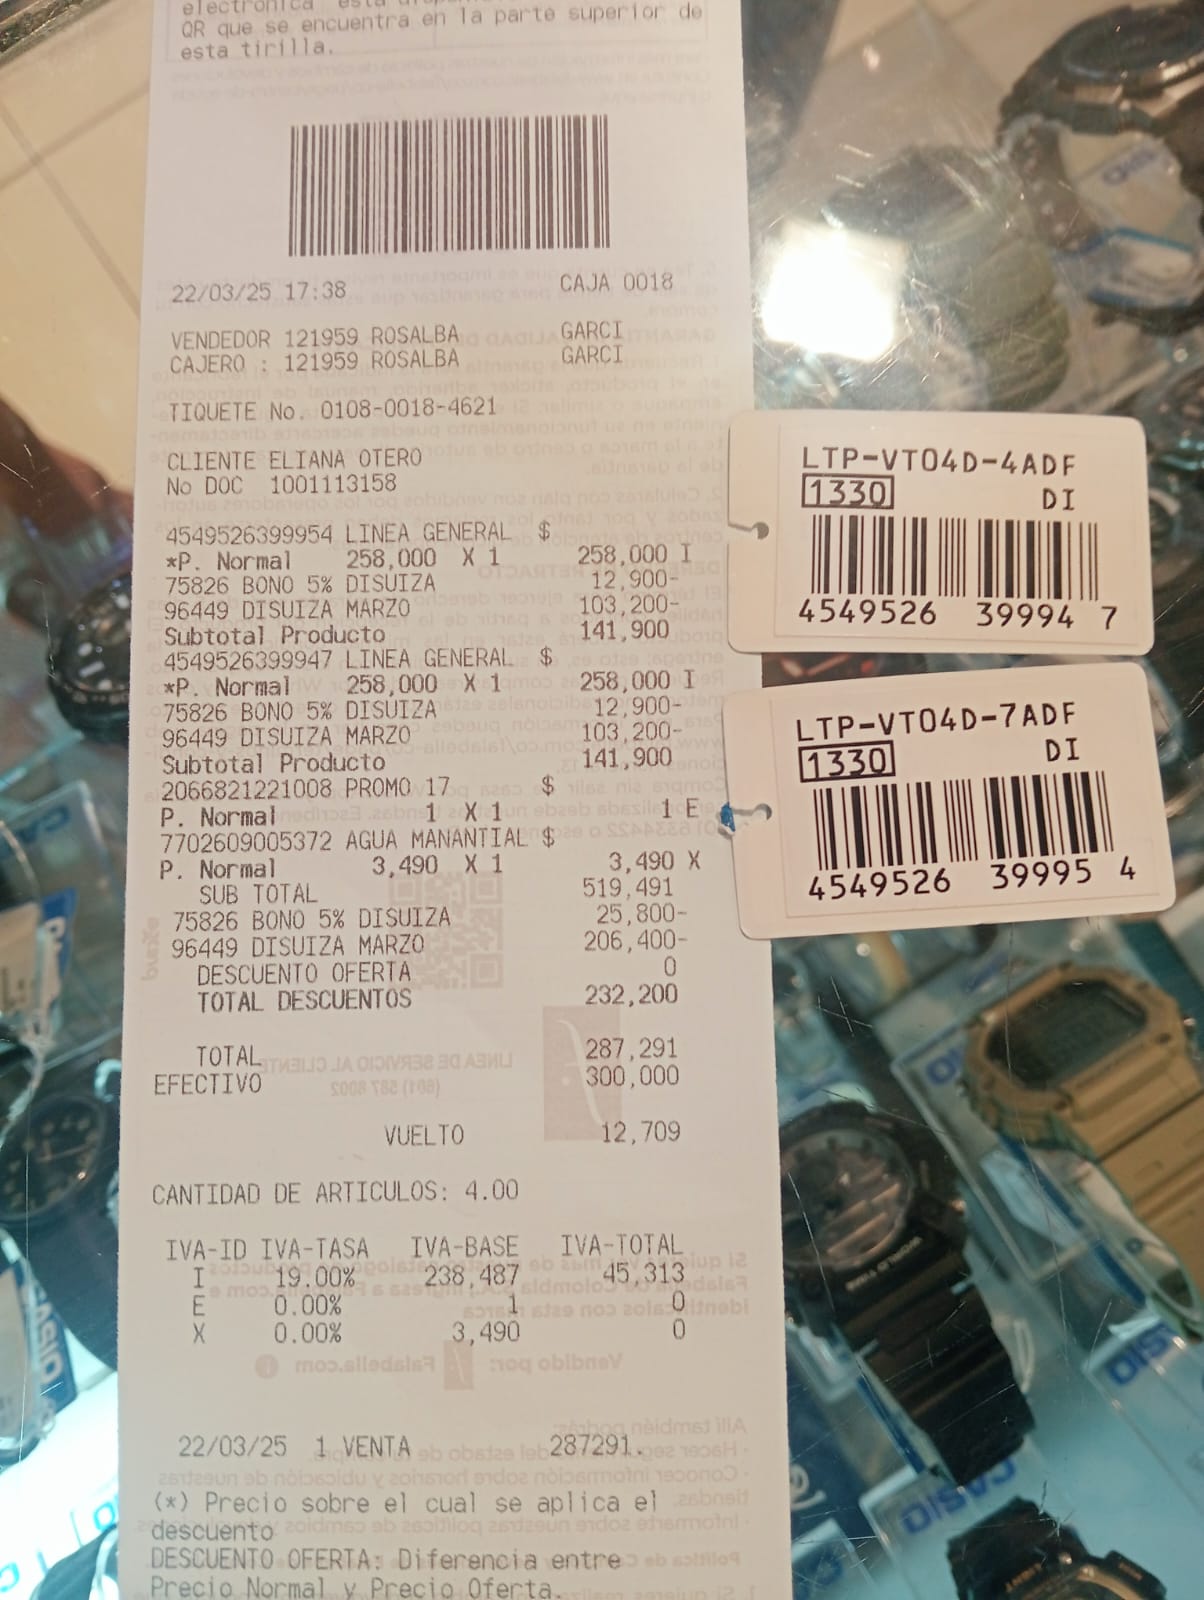 QR que se encuentra en la parte superior de
esta tirilla.
22/03/25 17:38 CAJA 0018
VENDEDOR 121959 ROSALBA GARCI
CAJERO : 121959 ROSALBA GARCI
TIQUETE No. 0108-0018-4621
CLIENTE ELIANA OTERO
No DOC 1001113158
4549526399954 LINEA GENERAL $
*P. Normal 258,000 X 1 258,000 I
75826 BONO 5% DISUIZA 12,900-
96449 DISUIZA MARZO 103,200-
Subtotal Producto 141,900
4549526399947 LINEA GENERAL $
*P. Normal 258,000 X 1 258,000 I
75826 BONO 5% DISUIZA 12,900-
96449 DISUIZA MARZO 103,200-
Subtotal Producto 141,900
2066821221008 PROMO 17 $
P. Normal 1 X 1 1 E
7702609005372 AGUA MANANTIAL $
P. Normal 3,490 X 1 3,490 X
SUB TOTAL 519,491
75826 BONO 5% DISUIZA 25,800-
96449 DISUIZA MARZO 206,400-
DESCUENTO OFERTA 0
TOTAL DESCUENTOS 232,200
TOTAL 287,291
EFECTIVO 300,000
VUELTO 12,709
CANTIDAD DE ARTICULOS: 4.00
IVA-ID IVA-TASA IVA-BASE IVA-TOTAL
I 19.00% 238,487 45,313
E 0.00% 1 0
X 0.00% 3,490 0
22/03/25 1 VENTA 287291.
(*) Precio sobre el cual se aplica el
descuento
DESCUENTO OFERTA: Diferencia entre
Precio Normal y Precio Oferta.
LTP-VT04D-4ADF
1330 DI
4549526 39994 7
LTP-VT04D-7ADF
1330 DI
4549526 39995 4
CASIO
CASIO
CASIO